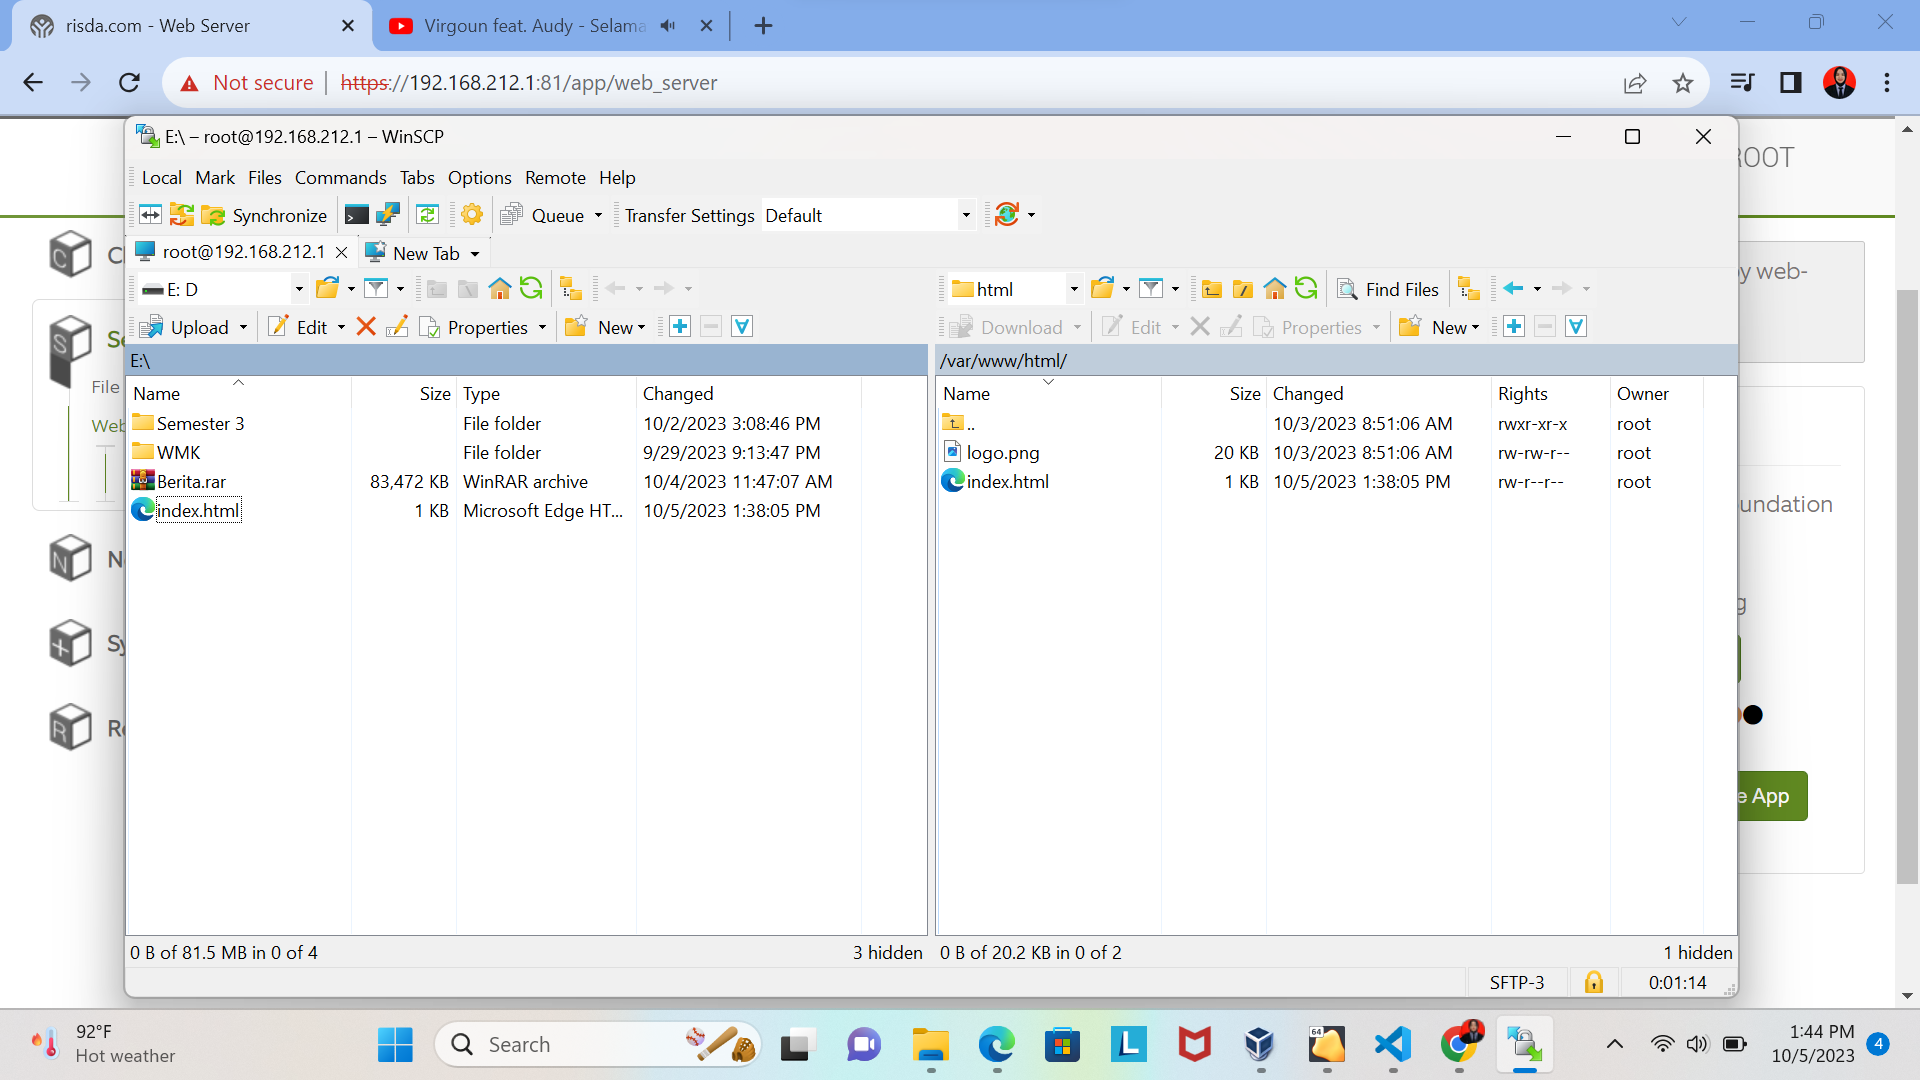 risda.com - Web Server
Virgoun feat. Audy - Selama
Not secure
https://192.168.212.1:81/app/web_server
E:\ – root@192.168.212.1 – WinSCP
ROOT
Local Mark Files Commands Tabs Options Remote Help
Synchronize
Queue
Transfer Settings Default
root@192.168.212.1
New Tab
by web-
E: D
html
Find Files
Upload Edit Properties New
Download Edit Properties New
E:\
/var/www/html/
File
Web
Name Size Type Changed
Semester 3 File folder 10/2/2023 3:08:46 PM
WMK File folder 9/29/2023 9:13:47 PM
Berita.rar 83,472 KB WinRAR archive 10/4/2023 11:47:07 AM
index.html 1 KB Microsoft Edge HT... 10/5/2023 1:38:05 PM
Name Size Changed Rights Owner
.. 10/3/2023 8:51:06 AM rwxr-xr-x root
logo.png 20 KB 10/3/2023 8:51:06 AM rw-rw-r-- root
index.html 1 KB 10/5/2023 1:38:05 PM rw-r--r-- root
undation
e App
0 B of 81.5 MB in 0 of 4
3 hidden
0 B of 20.2 KB in 0 of 2
1 hidden
SFTP-3
0:01:14
92°F
Hot weather
Search
64
1:44 PM
10/5/2023
4